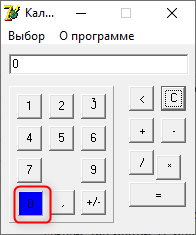 Кал...
Выбор О программе
0
1 2 3 < C
4 5 6 + -
7 9 / *
0 , +/- =